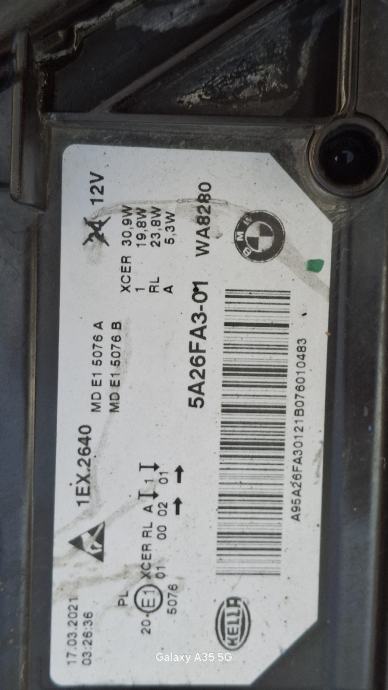 17.03.2021
03:26:36
1EX.2640
MD E1 5076 A
MD E1 5076 B
12V
XCER 30,9W
1 19,8W
RL 23,8W
A 5,3W
PL
20 E1 XCER RL A 1
01 00 02 01
5076
5A26FA3-01 WA8280
BMW
HELLA
A95A26FA30121B076010483
Galaxy A35 5G